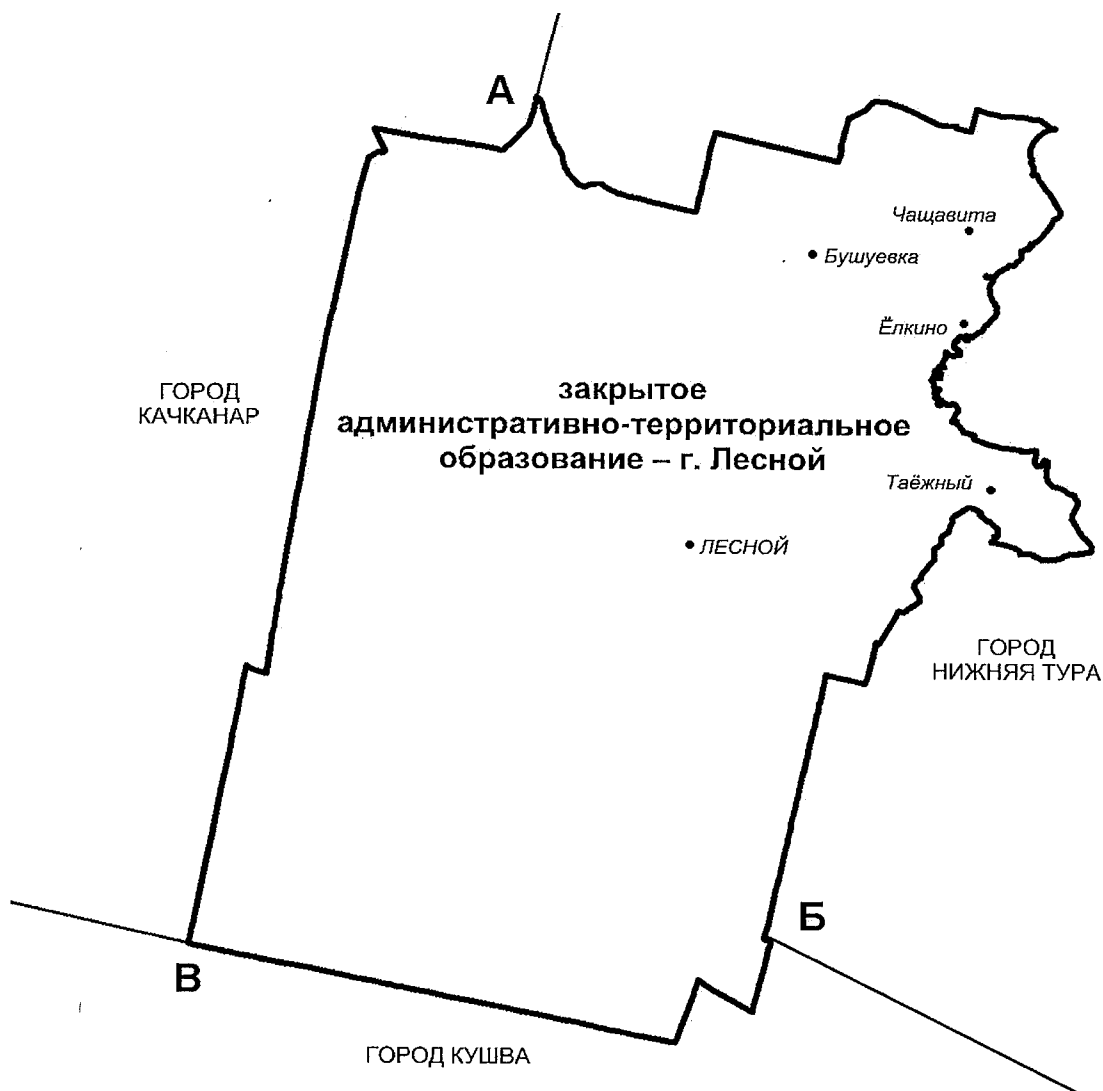 А
Чащавита
Бушуевка
Ёлкино
ГОРОД
КАЧКАНАР
закрытое
административно-территориальное
образование – г. Лесной
Таёжный
ЛЕСНОЙ
ГОРОД
НИЖНЯЯ ТУРА
Б
В
ГОРОД КУШВА